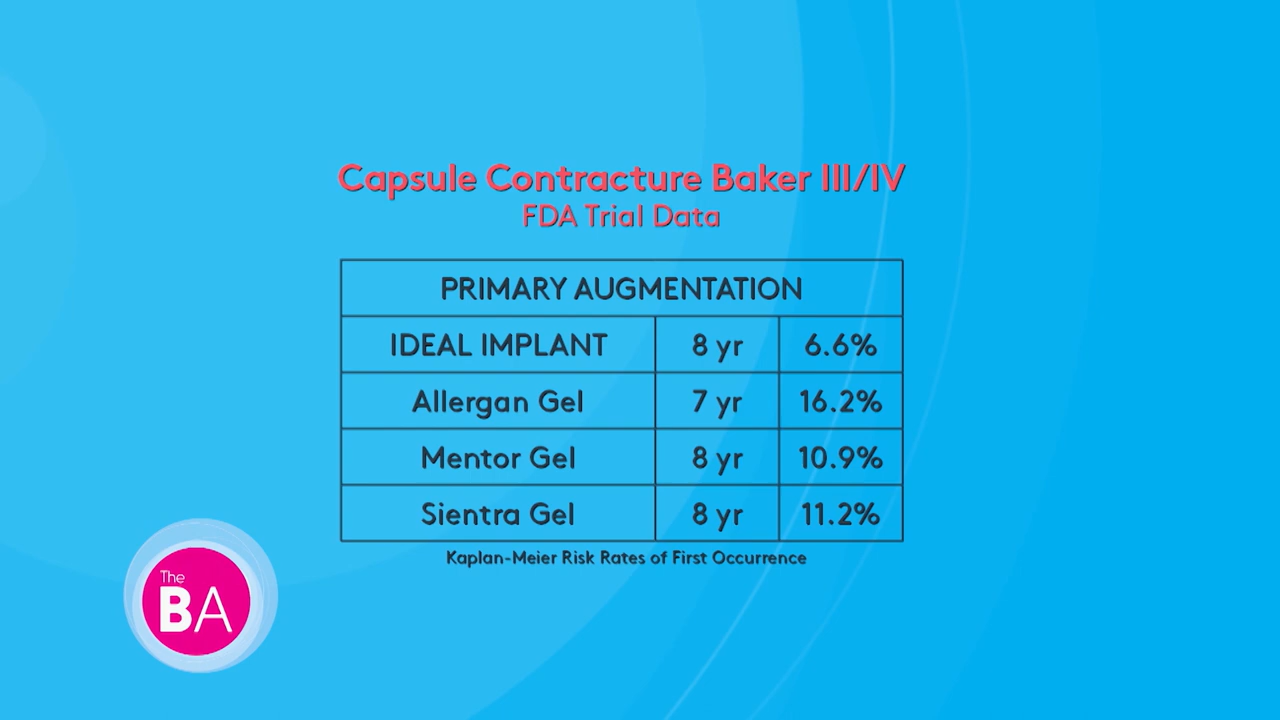 Capsule Contracture Baker III/IV
FDA Trial Data
PRIMARY AUGMENTATION
IDEAL IMPLANT 8 yr 6.6%
Allergan Gel 7 yr 16.2%
Mentor Gel 8 yr 10.9%
Sientra Gel 8 yr 11.2%
Kaplan-Meier Risk Rates of First Occurrence
The
BA